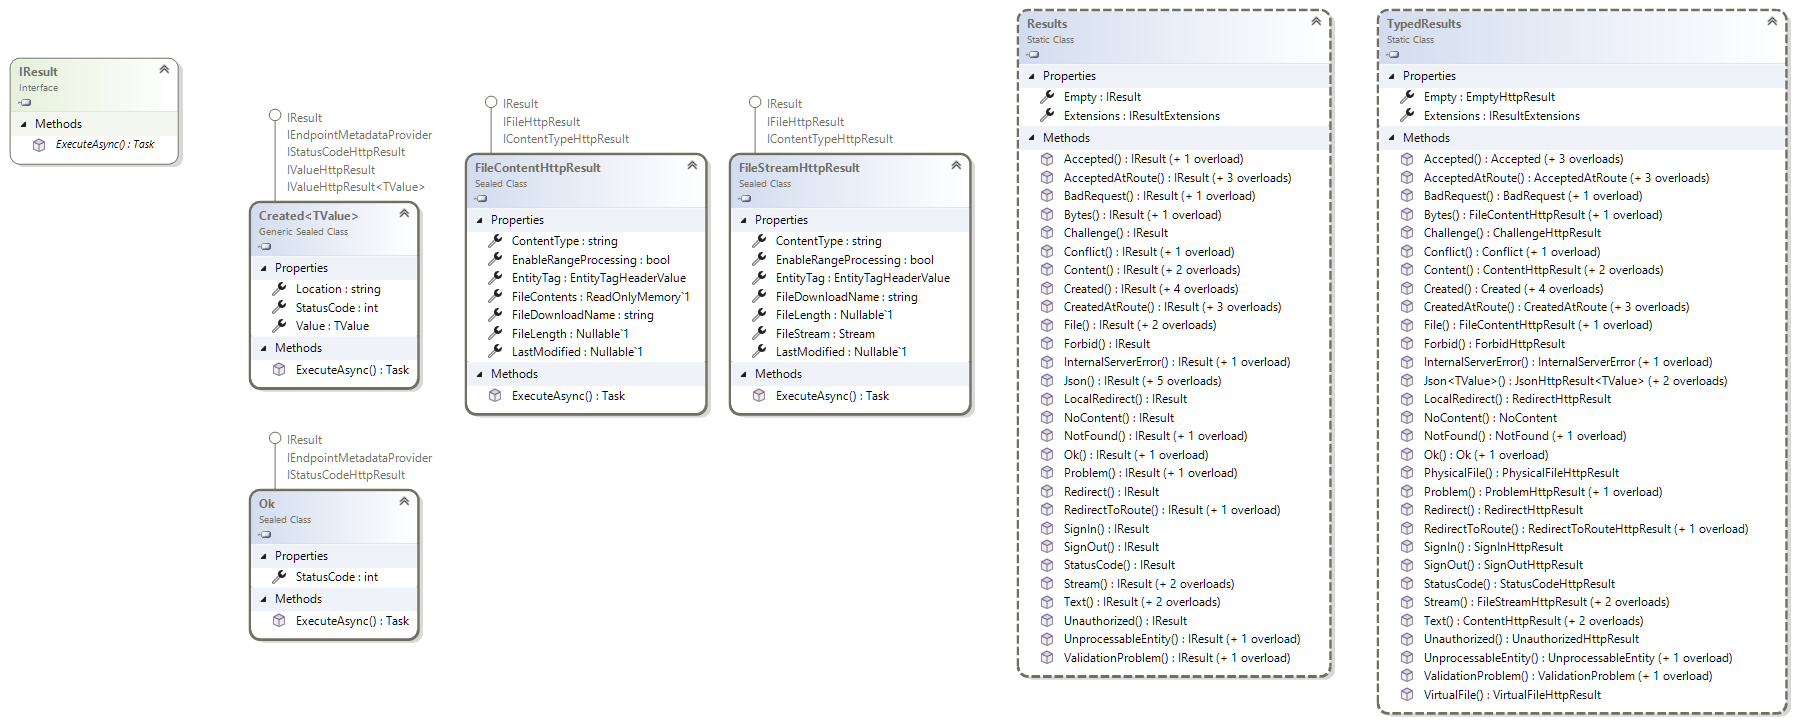 IResult
Interface
Methods
ExecuteAsync() : Task
IResult
IEndpointMetadataProvider
IStatusCodeHttpResult
IValueHttpResult
IValueHttpResult<TValue>
Created<TValue>
Generic Sealed Class
Properties
Location : string
StatusCode : int
Value : TValue
Methods
ExecuteAsync() : Task
IResult
IEndpointMetadataProvider
IStatusCodeHttpResult
Ok
Sealed Class
Properties
StatusCode : int
Methods
ExecuteAsync() : Task
IResult
IFileHttpResult
IContentTypeHttpResult
FileContentHttpResult
Sealed Class
Properties
ContentType : string
EnableRangeProcessing : bool
EntityTag : EntityTagHeaderValue
FileContents : ReadOnlyMemory`1
FileDownloadName : string
FileLength : Nullable`1
LastModified : Nullable`1
Methods
ExecuteAsync() : Task
IResult
IFileHttpResult
IContentTypeHttpResult
FileStreamHttpResult
Sealed Class
Properties
ContentType : string
EnableRangeProcessing : bool
EntityTag : EntityTagHeaderValue
FileDownloadName : string
FileLength : Nullable`1
FileStream : Stream
LastModified : Nullable`1
Methods
ExecuteAsync() : Task
Results
Static Class
Properties
Empty : IResult
Extensions : IResultExtensions
Methods
Accepted() : IResult (+ 1 overload)
AcceptedAtRoute() : IResult (+ 3 overloads)
BadRequest() : IResult (+ 1 overload)
Bytes() : IResult (+ 1 overload)
Challenge() : IResult
Conflict() : IResult (+ 1 overload)
Content() : IResult (+ 2 overloads)
Created() : IResult (+ 4 overloads)
CreatedAtRoute() : IResult (+ 3 overloads)
File() : IResult (+ 2 overloads)
Forbid() : IResult
InternalServerError() : IResult (+ 1 overload)
Json() : IResult (+ 5 overloads)
LocalRedirect() : IResult
NoContent() : IResult
NotFound() : IResult (+ 1 overload)
Ok() : IResult (+ 1 overload)
Problem() : IResult (+ 1 overload)
Redirect() : IResult
RedirectToRoute() : IResult (+ 1 overload)
SignIn() : IResult
SignOut() : IResult
StatusCode() : IResult
Stream() : IResult (+ 2 overloads)
Text() : IResult (+ 2 overloads)
Unauthorized() : IResult
UnprocessableEntity() : IResult (+ 1 overload)
ValidationProblem() : IResult (+ 1 overload)
TypedResults
Static Class
Properties
Empty : EmptyHttpResult
Extensions : IResultExtensions
Methods
Accepted() : Accepted (+ 3 overloads)
AcceptedAtRoute() : AcceptedAtRoute (+ 3 overloads)
BadRequest() : BadRequest (+ 1 overload)
Bytes() : FileContentHttpResult (+ 1 overload)
Challenge() : ChallengeHttpResult
Conflict() : Conflict (+ 1 overload)
Content() : ContentHttpResult (+ 2 overloads)
Created() : Created (+ 4 overloads)
CreatedAtRoute() : CreatedAtRoute (+ 3 overloads)
File() : FileContentHttpResult (+ 1 overload)
Forbid() : ForbidHttpResult
InternalServerError() : InternalServerError (+ 1 overload)
Json<TValue>() : JsonHttpResult<TValue> (+ 2 overloads)
LocalRedirect() : RedirectHttpResult
NoContent() : NoContent
NotFound() : NotFound (+ 1 overload)
Ok() : Ok (+ 1 overload)
PhysicalFile() : PhysicalFileHttpResult
Problem() : ProblemHttpResult (+ 1 overload)
Redirect() : RedirectHttpResult
RedirectToRoute() : RedirectToRouteHttpResult (+ 1 overload)
SignIn() : SignInHttpResult
SignOut() : SignOutHttpResult
StatusCode() : StatusCodeHttpResult
Stream() : FileStreamHttpResult (+ 2 overloads)
Text() : ContentHttpResult (+ 2 overloads)
Unauthorized() : UnauthorizedHttpResult
UnprocessableEntity() : UnprocessableEntity (+ 1 overload)
ValidationProblem() : ValidationProblem (+ 1 overload)
VirtualFile() : VirtualFileHttpResult